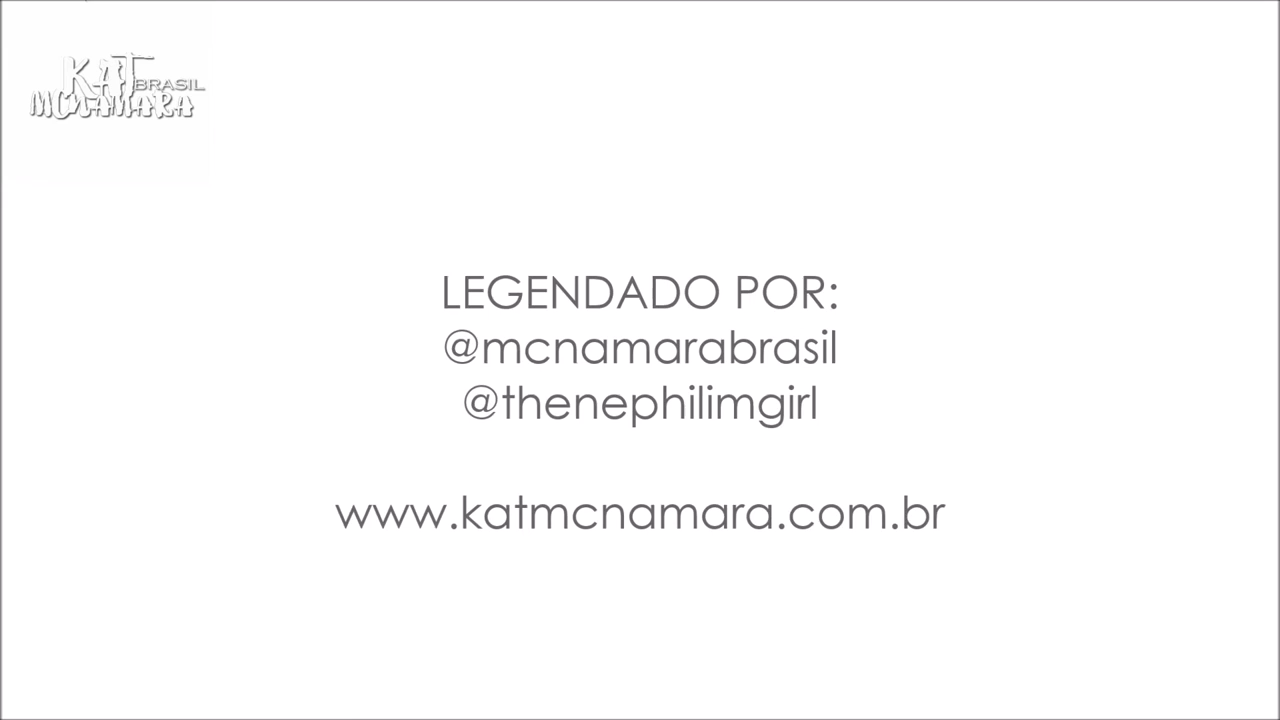 KAT BRASIL
MCNAMARA
LEGENDADO POR:
@mcnamarabrasil
@thenephilimgirl
www.katmcnamara.com.br